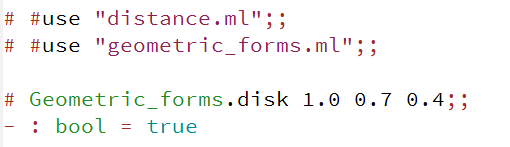 # #use "distance.ml";;
# #use "geometric_forms.ml";;
# Geometric_forms.disk 1.0 0.7 0.4;;
- : bool = true